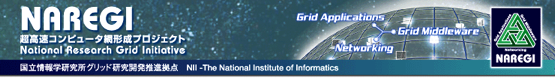 NAREGI
超高速コンピュータ網形成プロジェクト
National Research Grid Initiative
Grid Applications
Grid Middleware
Networking
国立情報学研究所グリッド研究開発推進拠点 NII -The National Institute of Informatics
NAREGI